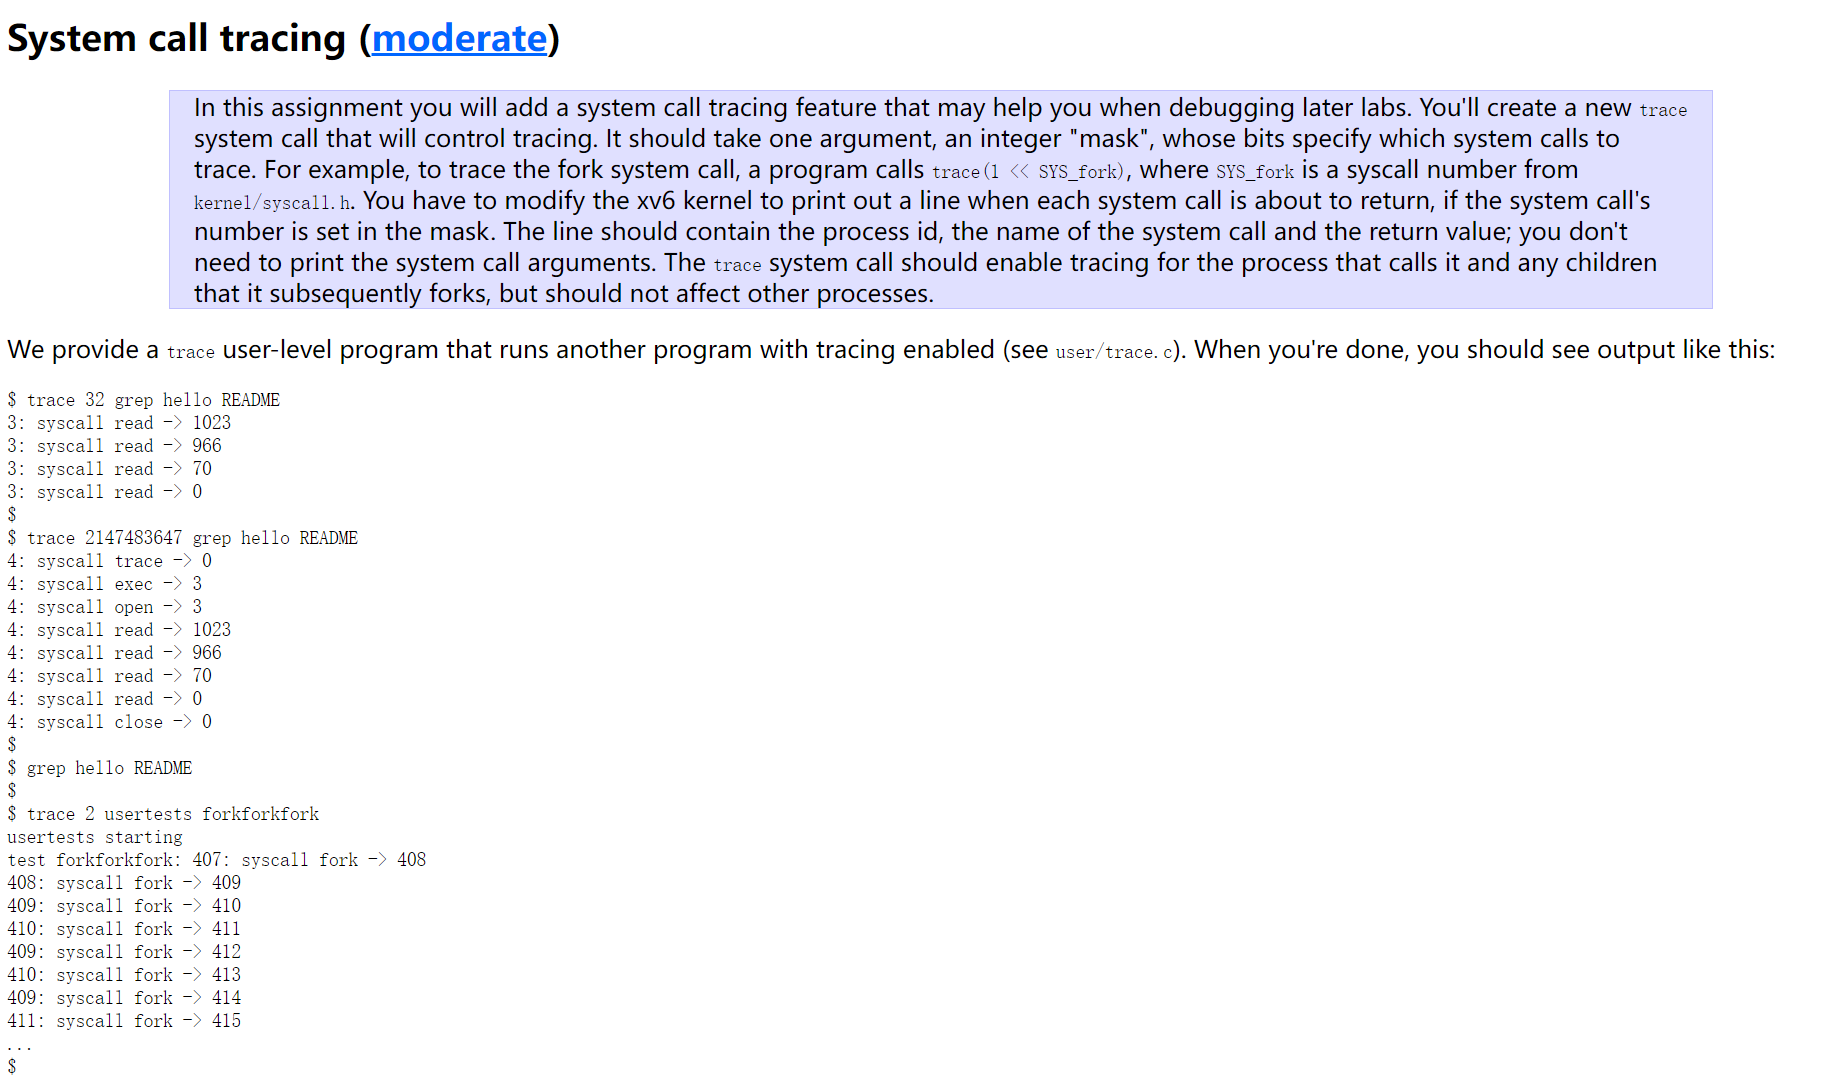 System call tracing (moderate)
In this assignment you will add a system call tracing feature that may help you when debugging later labs. You'll create a new trace
system call that will control tracing. It should take one argument, an integer "mask", whose bits specify which system calls to
trace. For example, to trace the fork system call, a program calls trace(1 << SYS_fork), where SYS_fork is a syscall number from
kernel/syscall.h. You have to modify the xv6 kernel to print out a line when each system call is about to return, if the system call's
number is set in the mask. The line should contain the process id, the name of the system call and the return value; you don't
need to print the system call arguments. The trace system call should enable tracing for the process that calls it and any children
that it subsequently forks, but should not affect other processes.
We provide a trace user-level program that runs another program with tracing enabled (see user/trace.c). When you're done, you should see output like this:
$ trace 32 grep hello README
3: syscall read -> 1023
3: syscall read -> 966
3: syscall read -> 70
3: syscall read -> 0
$
$ trace 2147483647 grep hello README
4: syscall trace -> 0
4: syscall exec -> 3
4: syscall open -> 3
4: syscall read -> 1023
4: syscall read -> 966
4: syscall read -> 70
4: syscall read -> 0
4: syscall close -> 0
$
$ grep hello README
$
$ trace 2 usertests forkforkfork
usertests starting
test forkforkfork: 407: syscall fork -> 408
408: syscall fork -> 409
409: syscall fork -> 410
410: syscall fork -> 411
409: syscall fork -> 412
410: syscall fork -> 413
409: syscall fork -> 414
411: syscall fork -> 415
...
$